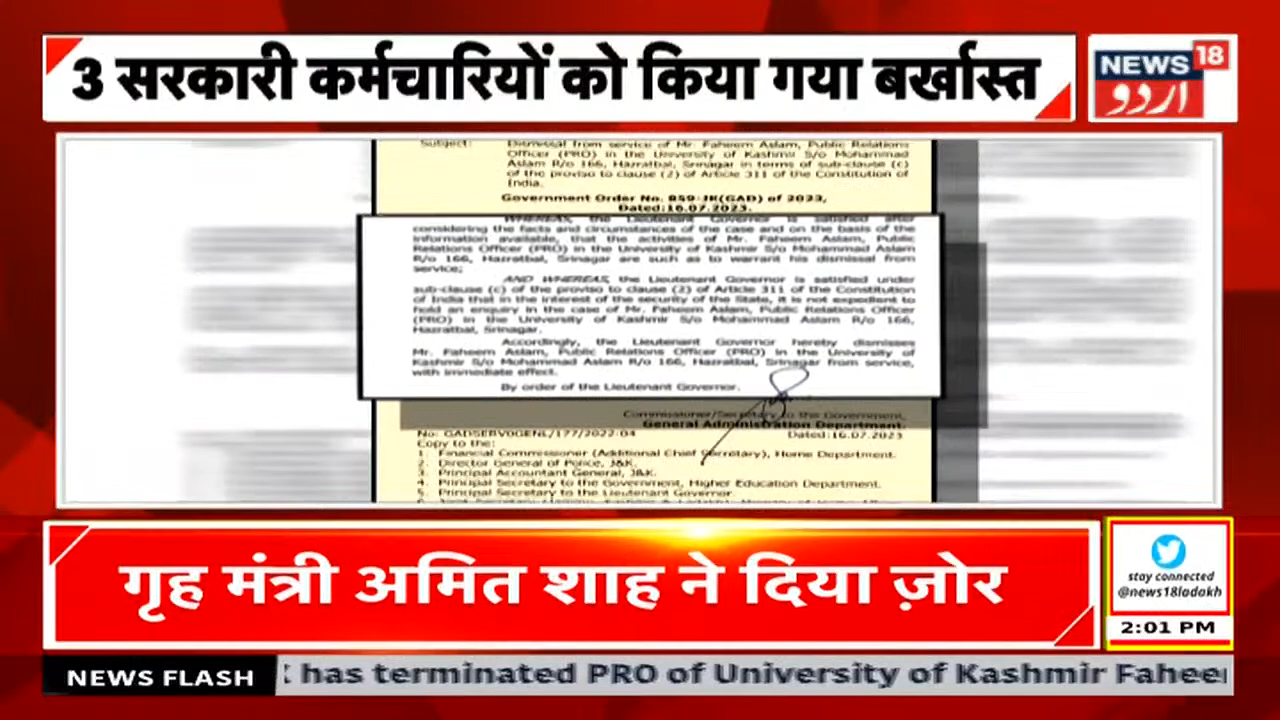 3 सरकारी कर्मचारियों को किया गया बर्खास्त
NEWS 18
اردو
Subject: Dismissal from service of Mr. Faheem Aslam, Public Relations
Officer (PRO) in the University of Kashmir S/o Mohammad
Aslam R/o 166, Hazratbal, Srinagar in terms of sub-clause (c)
of the proviso to clause (2) of Article 311 of the Constitution of
India.
Government Order No. 859-JK(GAD) of 2023,
Dated:16.07.2023.
WHEREAS, the Lieutenant Governor is satisfied after
considering the facts and circumstances of the case and on the basis of the
information available, that the activities of Mr. Faheem Aslam, Public
Relations Officer (PRO) in the University of Kashmir S/o Mohammad Aslam
R/o 166, Hazratbal, Srinagar are such as to warrant his dismissal from
service;
AND WHEREAS, the Lieutenant Governor is satisfied under
sub-clause (c) of the proviso to clause (2) of Article 311 of the Constitution
of India that in the interest of the security of the State, it is not expedient to
hold an enquiry in the case of Mr. Faheem Aslam, Public Relations Officer
(PRO) in the University of Kashmir S/o Mohammad Aslam R/o 166,
Hazratbal, Srinagar.
Accordingly, the Lieutenant Governor hereby dismisses
Mr. Faheem Aslam, Public Relations Officer (PRO) in the University of
Kashmir S/o Mohammad Aslam R/o 166, Hazratbal, Srinagar from service,
with immediate effect.
By order of the Lieutenant Governor.
Commissioner/Secretary to the Government,
General Administration Department.
No: GADSERV0GENL/177/2022-04 Dated:16.07.2023
Copy to the:
1. Financial Commissioner (Additional Chief Secretary), Home Department.
2. Director General of Police, J&K.
3. Principal Accountant General, J&K.
4. Principal Secretary to the Government, Higher Education Department.
5. Principal Secretary to the Lieutenant Governor.
गृह मंत्री अमित शाह ने दिया ज़ोर
stay connected
@news18ladakh
2:01 PM
NEWS FLASH
has terminated PRO of University of Kashmir Fahee